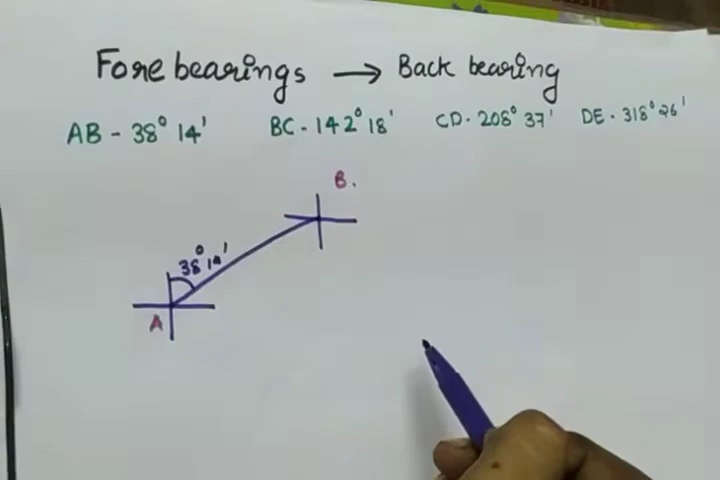 Fore bearings → Back bearing
AB - 38° 14' BC - 142° 18' CD - 208° 37' DE - 318° 26'
B.
38° 14'
A